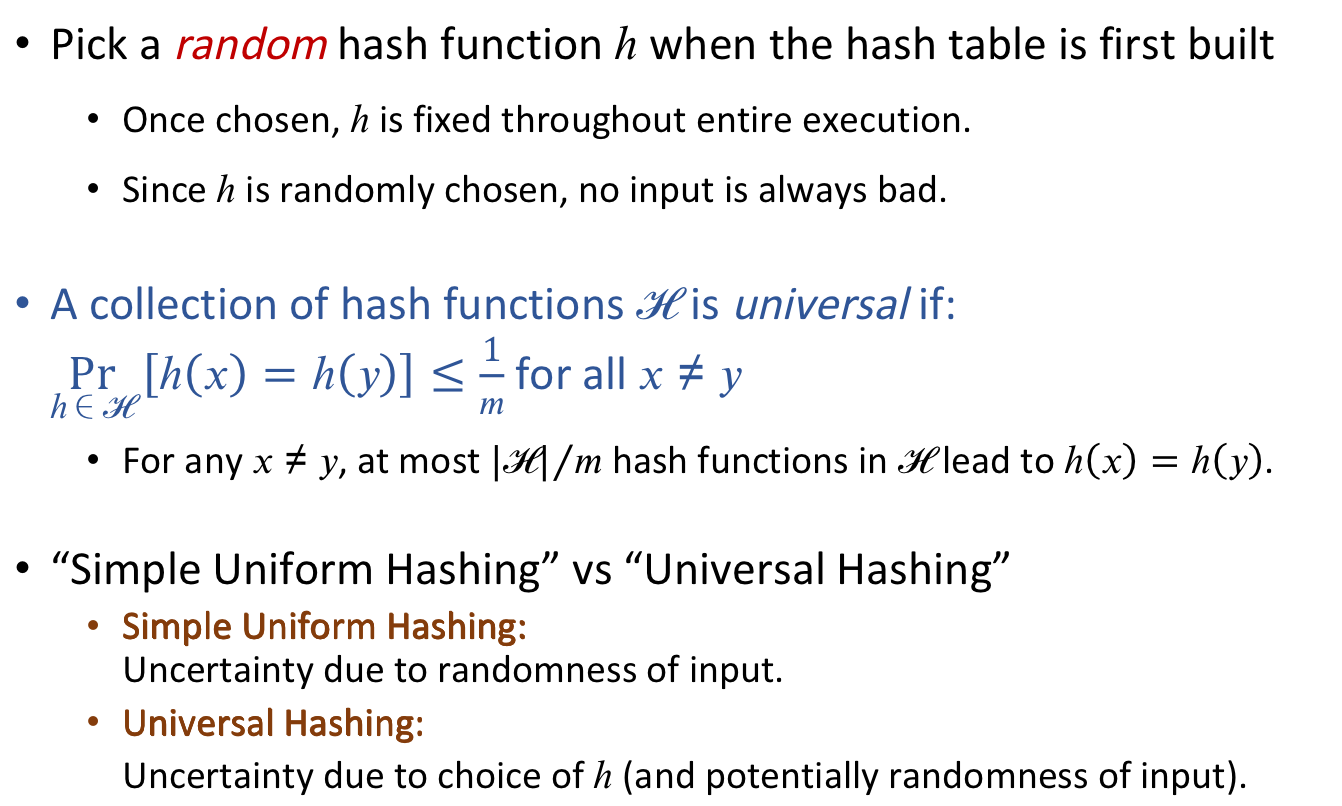 • Pick a random hash function h when the hash table is first built
• Once chosen, h is fixed throughout entire execution.
• Since h is randomly chosen, no input is always bad.
• A collection of hash functions ℋ is universal if:
Pr_{h ∈ ℋ} [h(x) = h(y)] ≤ 1/m for all x ≠ y
• For any x ≠ y, at most |ℋ|/m hash functions in ℋ lead to h(x) = h(y).
• “Simple Uniform Hashing” vs “Universal Hashing”
• Simple Uniform Hashing:
Uncertainty due to randomness of input.
• Universal Hashing:
Uncertainty due to choice of h (and potentially randomness of input).